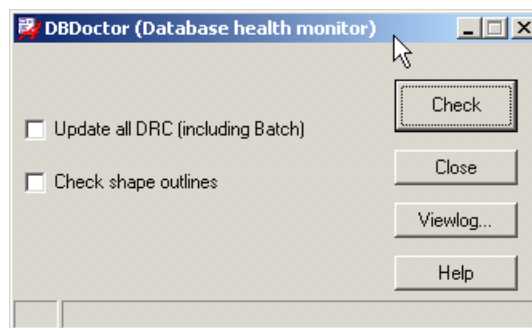 DBDoctor (Database health monitor)
Check
Update all DRC (including Batch)
Close
Check shape outlines
Viewlog...
Help